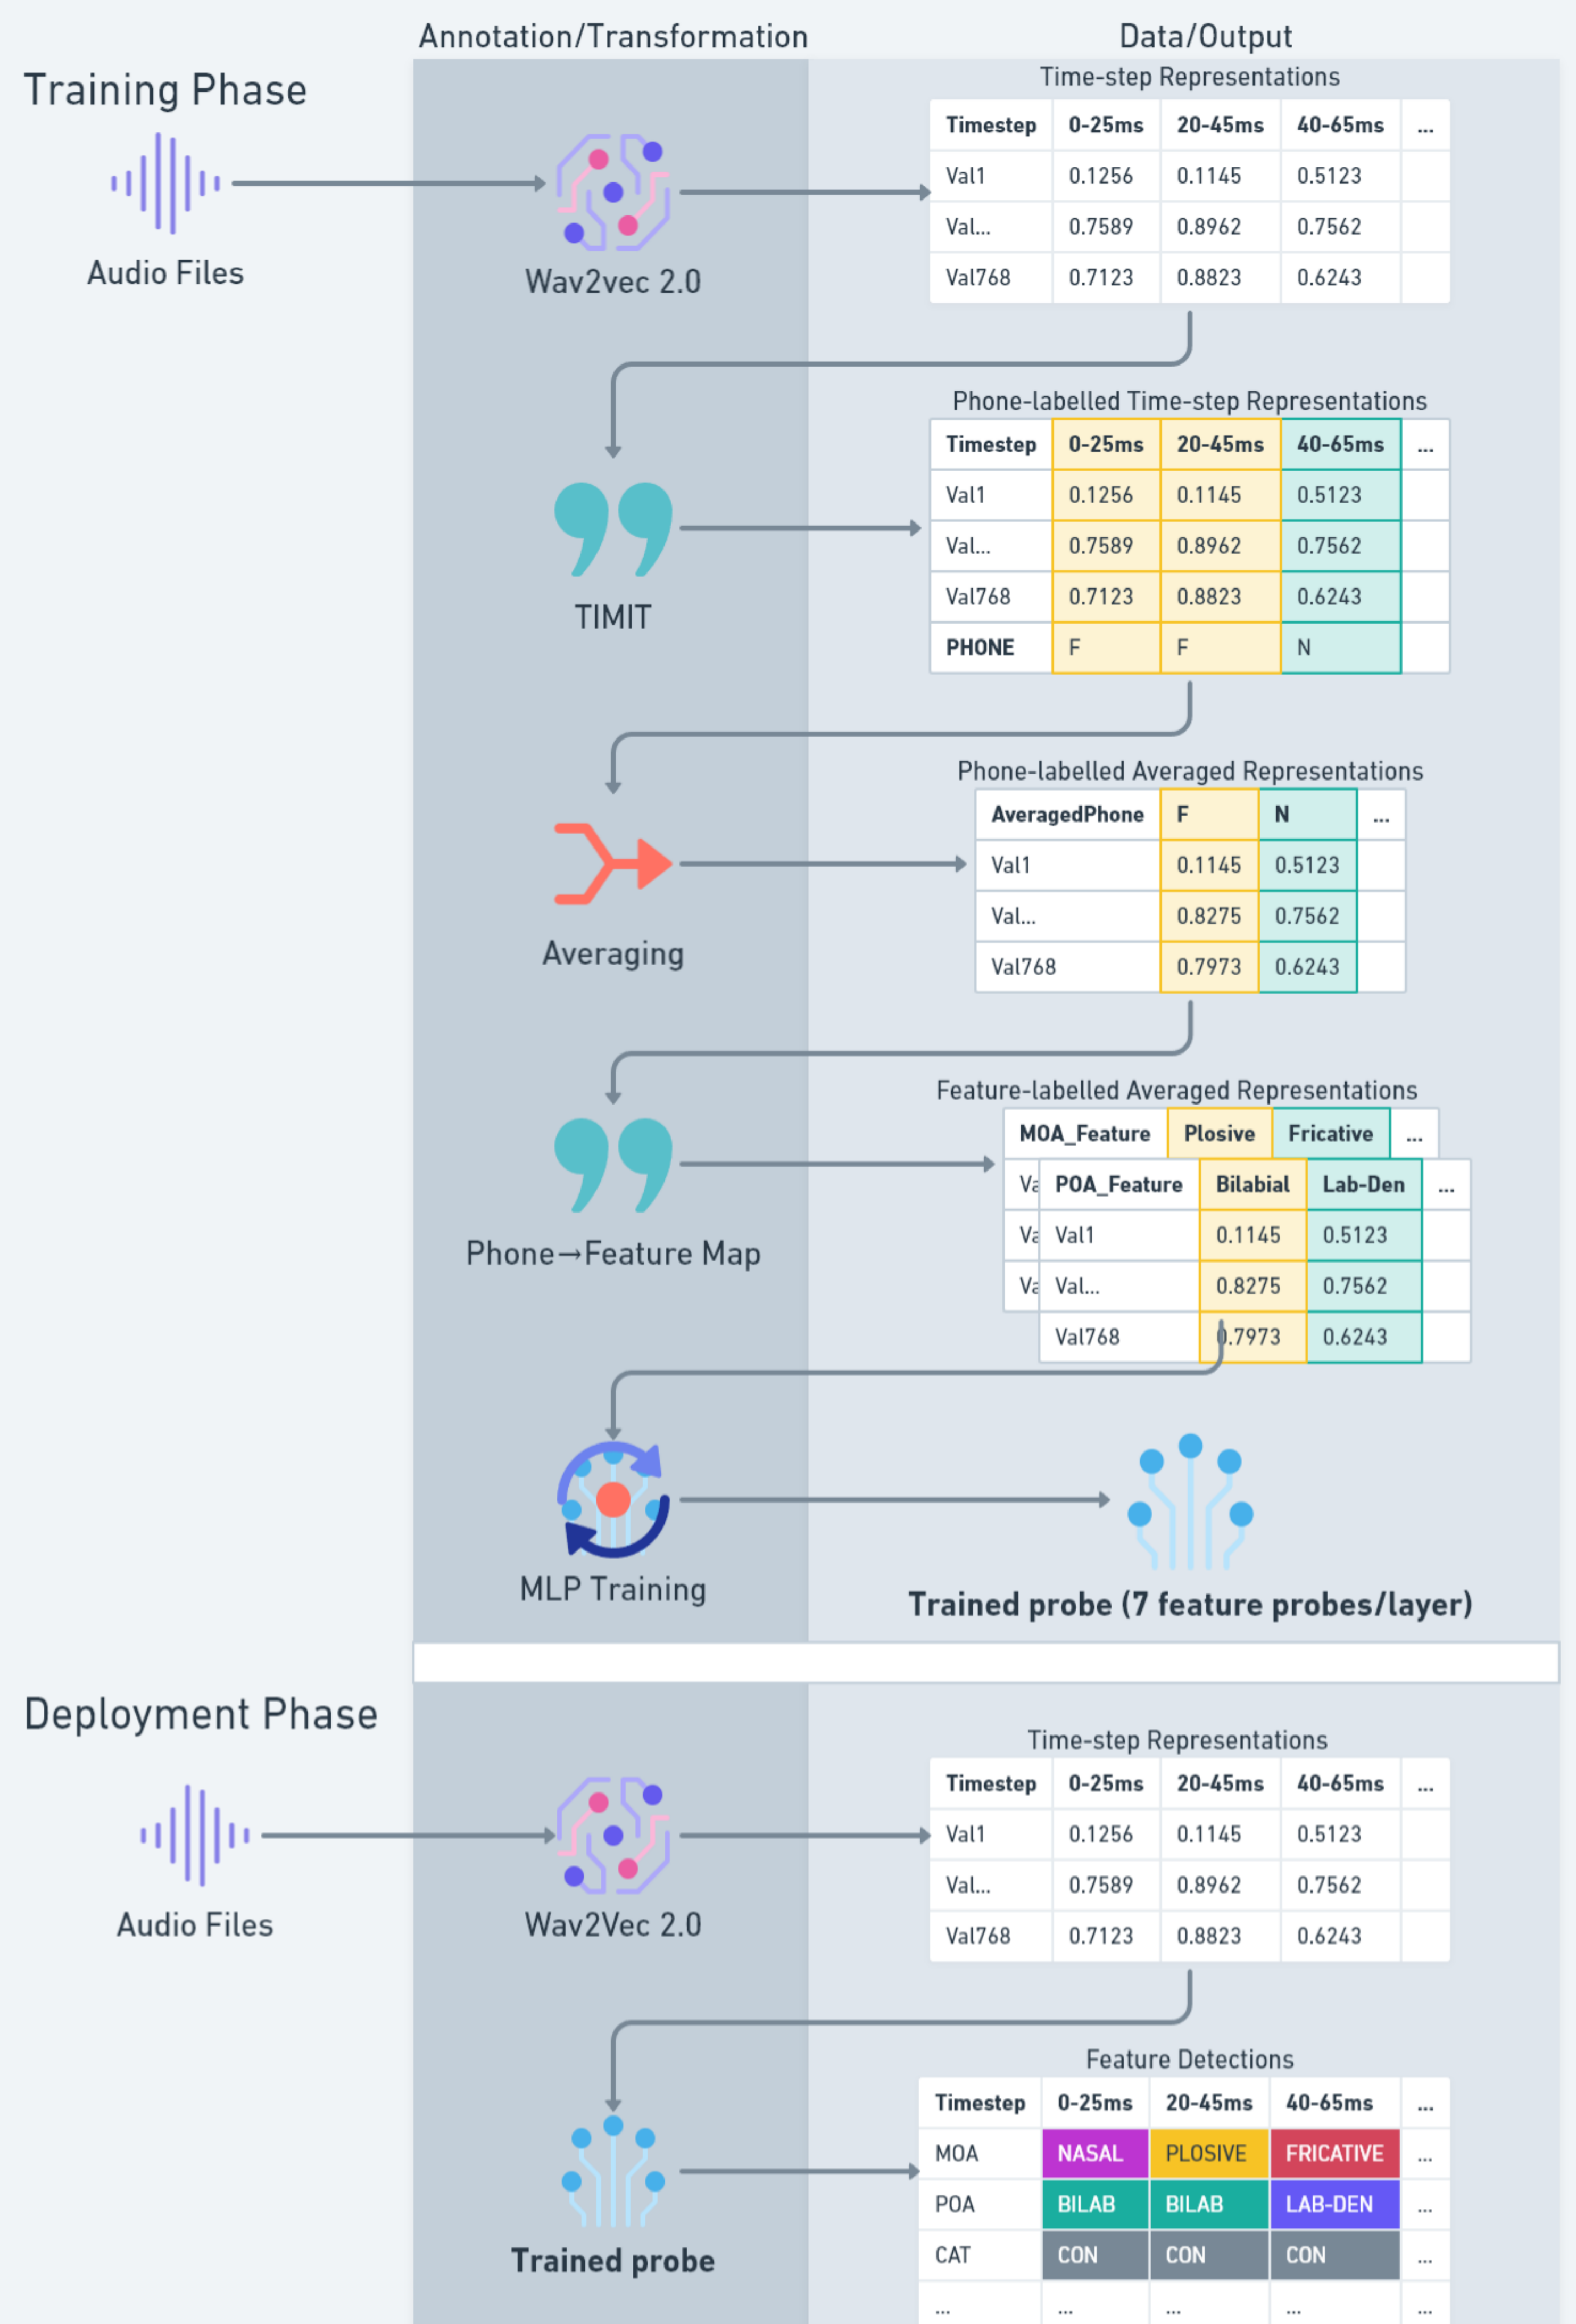 Annotation/Transformation Data/Output
Training Phase
Time-step Representations
Timestep 0-25ms 20-45ms 40-65ms ...
Val1 0.1256 0.1145 0.5123
Val... 0.7589 0.8962 0.7562
Val768 0.7123 0.8823 0.6243
Audio Files
Wav2vec 2.0
Phone-labelled Time-step Representations
Timestep 0-25ms 20-45ms 40-65ms ...
Val1 0.1256 0.1145 0.5123
Val... 0.7589 0.8962 0.7562
Val768 0.7123 0.8823 0.6243
PHONE F F N
TIMIT
Phone-labelled Averaged Representations
AveragedPhone F N ...
Val1 0.1145 0.5123
Val... 0.8275 0.7562
Val768 0.7973 0.6243
Averaging
Feature-labelled Averaged Representations
MOA_Feature Plosive Fricative ...
Va POA_Feature Bilabial Lab-Den ...
Va Val1 0.1145 0.5123
Va Val... 0.8275 0.7562
Val768 0.7973 0.6243
Phone→Feature Map
MLP Training
Trained probe (7 feature probes/layer)
Deployment Phase
Time-step Representations
Timestep 0-25ms 20-45ms 40-65ms ...
Val1 0.1256 0.1145 0.5123
Val... 0.7589 0.8962 0.7562
Val768 0.7123 0.8823 0.6243
Audio Files
Wav2Vec 2.0
Feature Detections
Timestep 0-25ms 20-45ms 40-65ms ...
MOA NASAL PLOSIVE FRICATIVE ...
POA BILAB BILAB LAB-DEN ...
CAT CON CON CON ...
... ... ... ... ...
Trained probe